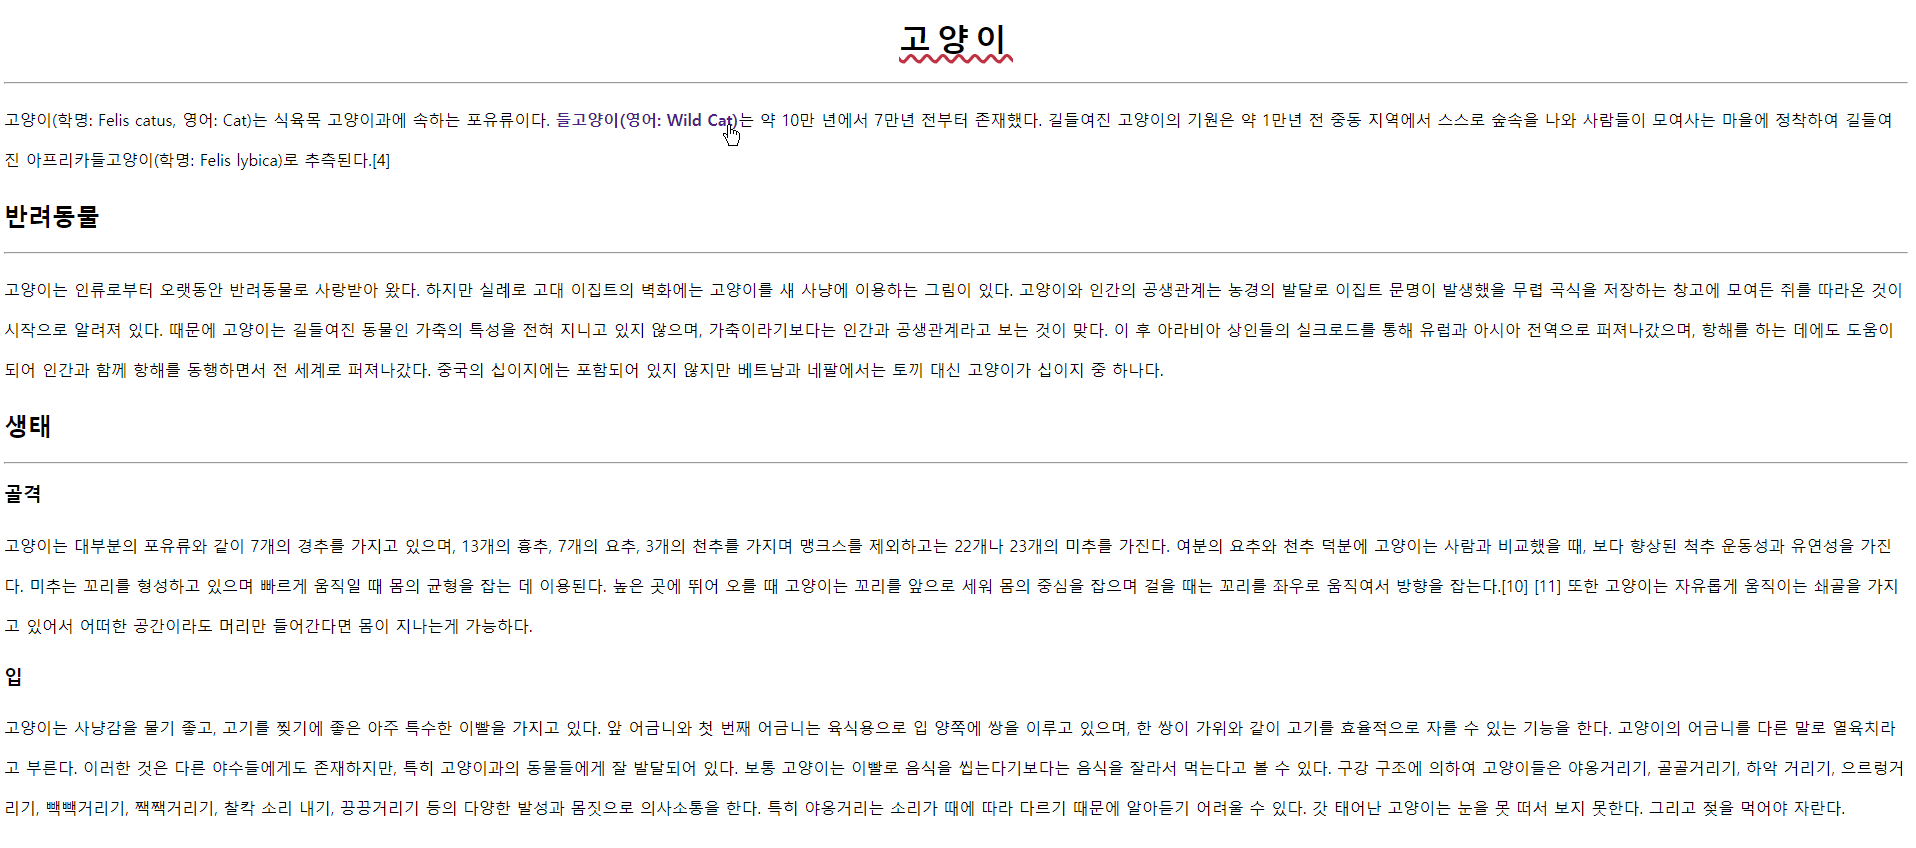 고양이
고양이(학명: Felis catus, 영어: Cat)는 식육목 고양이과에 속하는 포유류이다. 들고양이(영어: Wild Cat)는 약 10만 년에서 7만년 전부터 존재했다. 길들여진 고양이의 기원은 약 1만년 전 중동 지역에서 스스로 숲속을 나와 사람들이 모여사는 마을에 정착하여 길들여
진 아프리카들고양이(학명: Felis lybica)로 추측된다.[4]
반려동물
고양이는 인류로부터 오랫동안 반려동물로 사랑받아 왔다. 하지만 실례로 고대 이집트의 벽화에는 고양이를 새 사냥에 이용하는 그림이 있다. 고양이와 인간의 공생관계는 농경의 발달로 이집트 문명이 발생했을 무렵 곡식을 저장하는 창고에 모여든 쥐를 따라온 것이
시작으로 알려져 있다. 때문에 고양이는 길들여진 동물인 가축의 특성을 전혀 지니고 있지 않으며, 가축이라기보다는 인간과 공생관계라고 보는 것이 맞다. 이 후 아라비아 상인들의 실크로드를 통해 유럽과 아시아 전역으로 퍼져나갔으며, 항해를 하는 데에도 도움이
되어 인간과 함께 항해를 동행하면서 전 세계로 퍼져나갔다. 중국의 십이지에는 포함되어 있지 않지만 베트남과 네팔에서는 토끼 대신 고양이가 십이지 중 하나다.
생태
골격
고양이는 대부분의 포유류와 같이 7개의 경추를 가지고 있으며, 13개의 흉추, 7개의 요추, 3개의 천추를 가지며 맹크스를 제외하고는 22개나 23개의 미추를 가진다. 여분의 요추와 천추 덕분에 고양이는 사람과 비교했을 때, 보다 향상된 척추 운동성과 유연성을 가진
다. 미추는 꼬리를 형성하고 있으며 빠르게 움직일 때 몸의 균형을 잡는 데 이용된다. 높은 곳에 뛰어 오를 때 고양이는 꼬리를 앞으로 세워 몸의 중심을 잡으며 걸을 때는 꼬리를 좌우로 움직여서 방향을 잡는다.[10] [11] 또한 고양이는 자유롭게 움직이는 쇄골을 가지
고 있어서 어떠한 공간이라도 머리만 들어간다면 몸이 지나는게 가능하다.
입
고양이는 사냥감을 물기 좋고, 고기를 찢기에 좋은 아주 특수한 이빨을 가지고 있다. 앞 어금니와 첫 번째 어금니는 육식용으로 입 양쪽에 쌍을 이루고 있으며, 한 쌍이 가위와 같이 고기를 효율적으로 자를 수 있는 기능을 한다. 고양이의 어금니를 다른 말로 열육치라
고 부른다. 이러한 것은 다른 야수들에게도 존재하지만, 특히 고양이과의 동물들에게 잘 발달되어 있다. 보통 고양이는 이빨로 음식을 씹는다기보다는 음식을 잘라서 먹는다고 볼 수 있다. 구강 구조에 의하여 고양이들은 야옹거리기, 골골거리기, 하악 거리기, 으르렁거
리기, 빽빽거리기, 짹짹거리기, 찰칵 소리 내기, 끙끙거리기 등의 다양한 발성과 몸짓으로 의사소통을 한다. 특히 야옹거리는 소리가 때에 따라 다르기 때문에 알아듣기 어려울 수 있다. 갓 태어난 고양이는 눈을 못 떠서 보지 못한다. 그리고 젖을 먹어야 자란다.